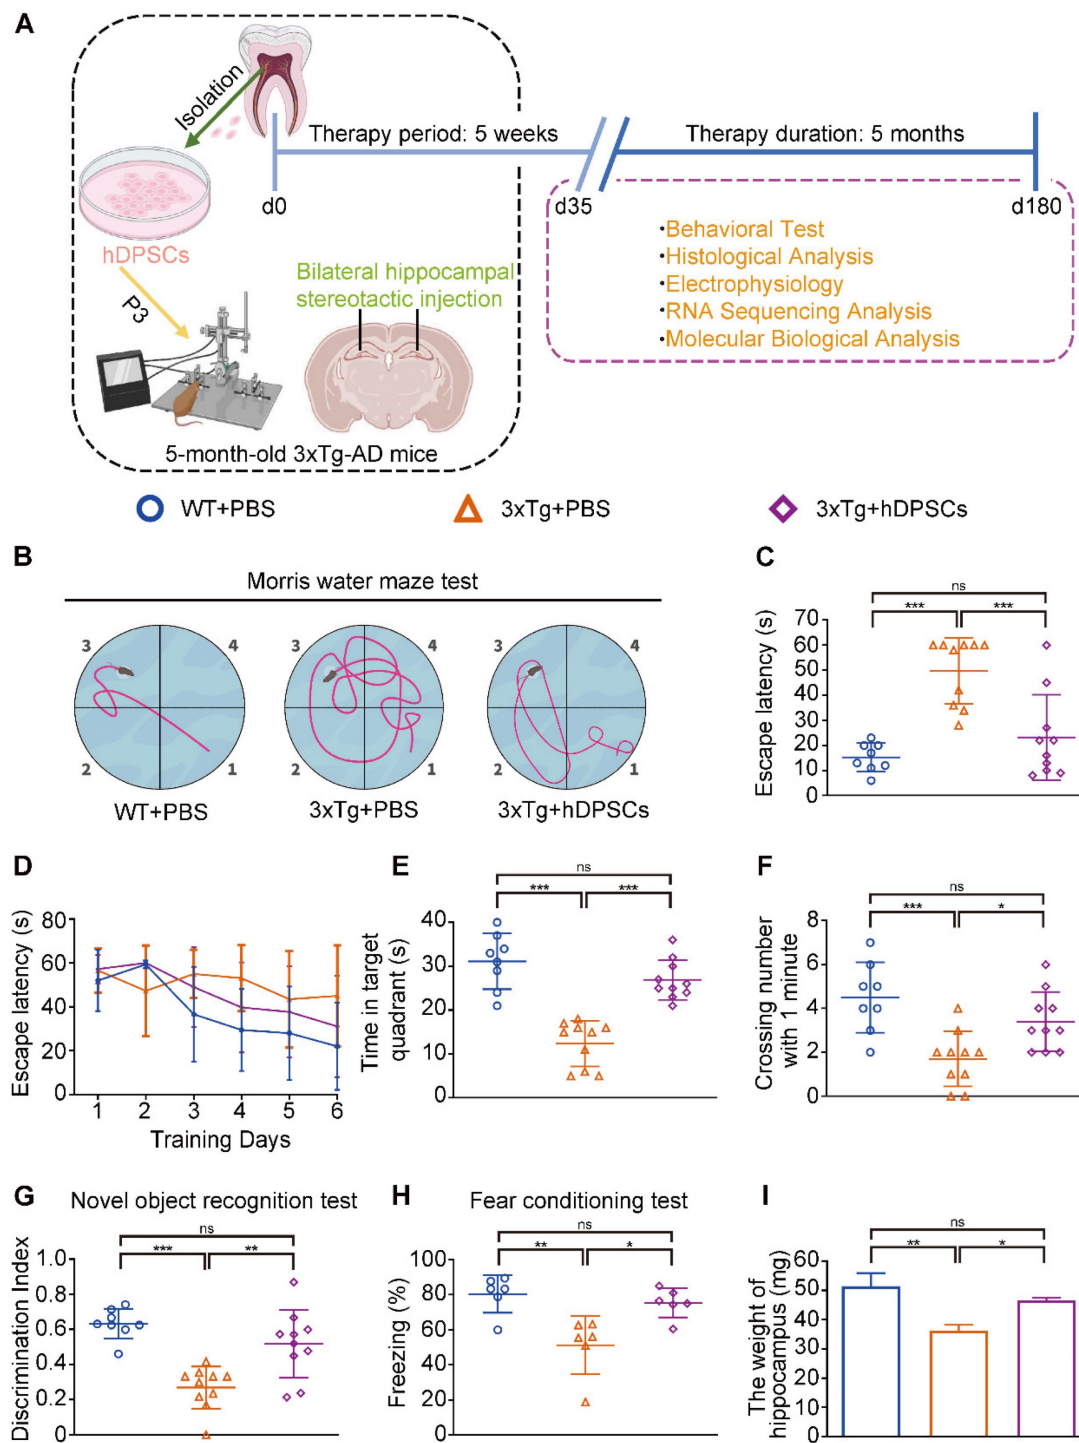 A
Isolation
Therapy period: 5 weeks
Therapy duration: 5 months
d0
d35
d180
hDPSCs
P3
Bilateral hippocampal
stereotactic injection
·Behavioral Test
·Histological Analysis
·Electrophysiology
·RNA Sequencing Analysis
·Molecular Biological Analysis
5-month-old 3xTg-AD mice
WT+PBS
3xTg+PBS
3xTg+hDPSCs
B
Morris water maze test
3 4
2 1
WT+PBS
3 4
2 1
3xTg+PBS
3 4
2 1
3xTg+hDPSCs
C
ns
*** ***
Escape latency (s)
70
60
50
40
30
20
10
0
D
Escape latency (s)
80
60
40
20
0
1 2 3 4 5 6
Training Days
E
ns
*** ***
Time in target
quadrant (s)
40
30
20
10
0
F
ns
*** *
Crossing number
with 1 minute
8
6
4
2
0
G
Novel object recognition test
ns
*** **
Discrimination Index
1.0
0.8
0.6
0.4
0.2
0
H
Fear conditioning test
ns
** *
Freezing (%)
100
80
60
40
20
0
I
ns
** *
The weight of
hippocampus (mg)
60
50
40
30
20
10
0